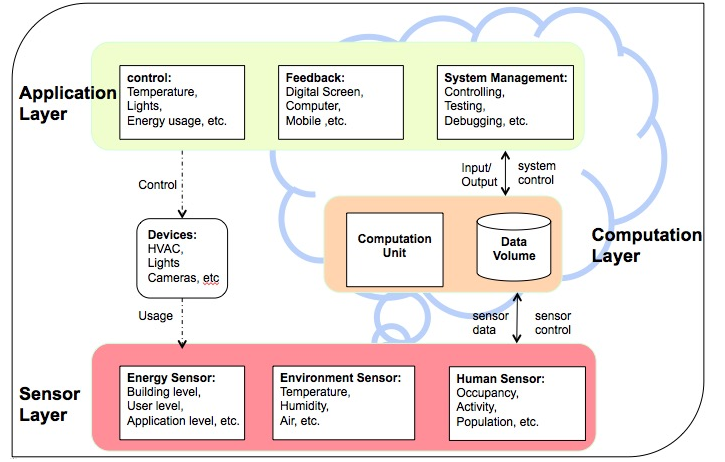 Application
Layer
control:
Temperature,
Lights,
Energy usage, etc.
Feedback:
Digital Screen,
Computer,
Mobile ,etc.
System Management:
Controlling,
Testing,
Debugging, etc.
Control
Input/
Output
system
control
Devices:
HVAC,
Lights
Cameras, etc
Computation
Unit
Data
Volume
Computation
Layer
Usage
sensor
data
sensor
control
Sensor
Layer
Energy Sensor:
Building level,
User level,
Application level, etc.
Environment Sensor:
Temperature,
Humidity,
Air, etc.
Human Sensor:
Occupancy,
Activity,
Population, etc.